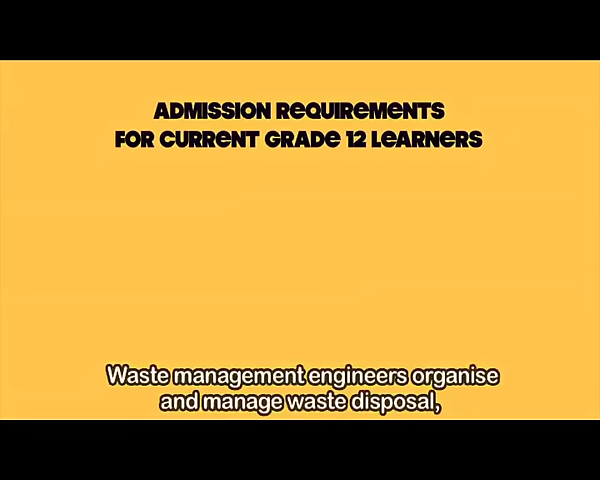 ADMISSION REQUIREMENTS
FOR CURRENT GRADE 12 LEARNERS
Waste management engineers organise
and manage waste disposal,